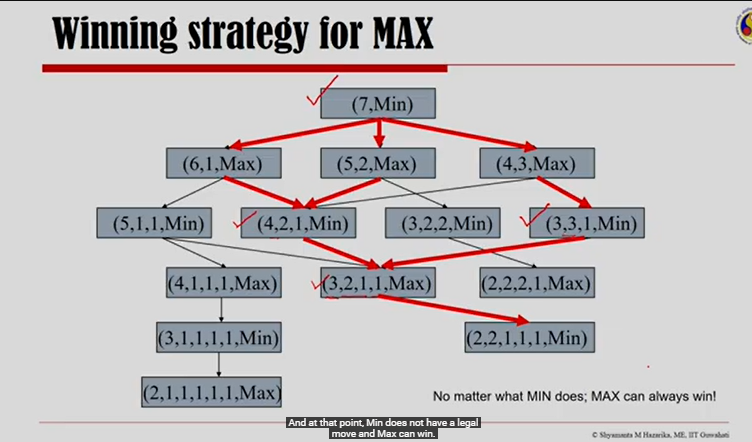 Winning strategy for MAX
(7,Min)
(6,1,Max) (5,2,Max) (4,3,Max)
(5,1,1,Min) (4,2,1,Min) (3,2,2,Min) (3,3,1,Min)
(4,1,1,1,Max) (3,2,1,1,Max) (2,2,2,1,Max)
(3,1,1,1,1,Min) (2,2,1,1,1,Min)
(2,1,1,1,1,1,Max)
No matter what MIN does; MAX can always win!
And at that point, Min does not have a legal
move and Max can win.
© Shyamanta M Hazarika, ME, IIT Guwahati